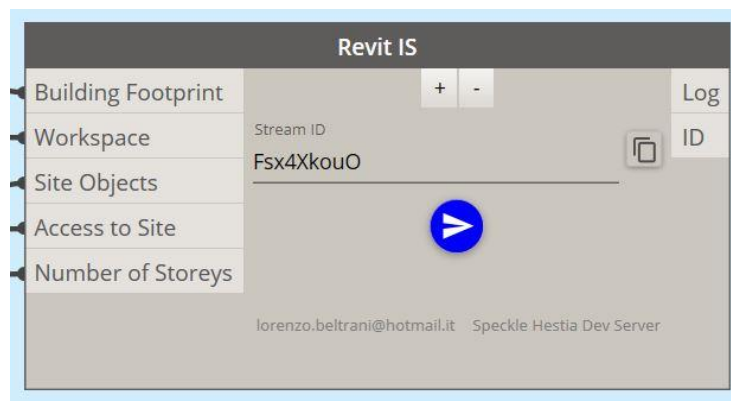 Revit IS
Building Footprint
+ -
Log
Workspace
Stream ID
ID
Fsx4XkouO
Site Objects
Access to Site
Number of Storeys
lorenzo.beltrani@hotmail.it Speckle Hestia Dev Server